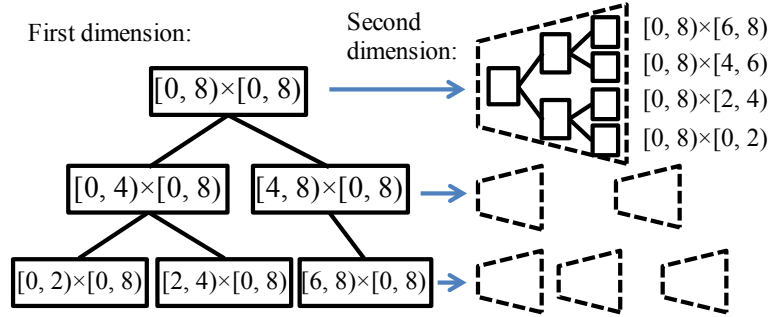 First dimension:
Second
dimension:
[0, 8)×[6, 8)
[0, 8)×[4, 6)
[0, 8)×[2, 4)
[0, 8)×[0, 2)
[0, 8)×[0, 8)
[0, 4)×[0, 8)
[4, 8)×[0, 8)
[0, 2)×[0, 8)
[2, 4)×[0, 8)
[6, 8)×[0, 8)